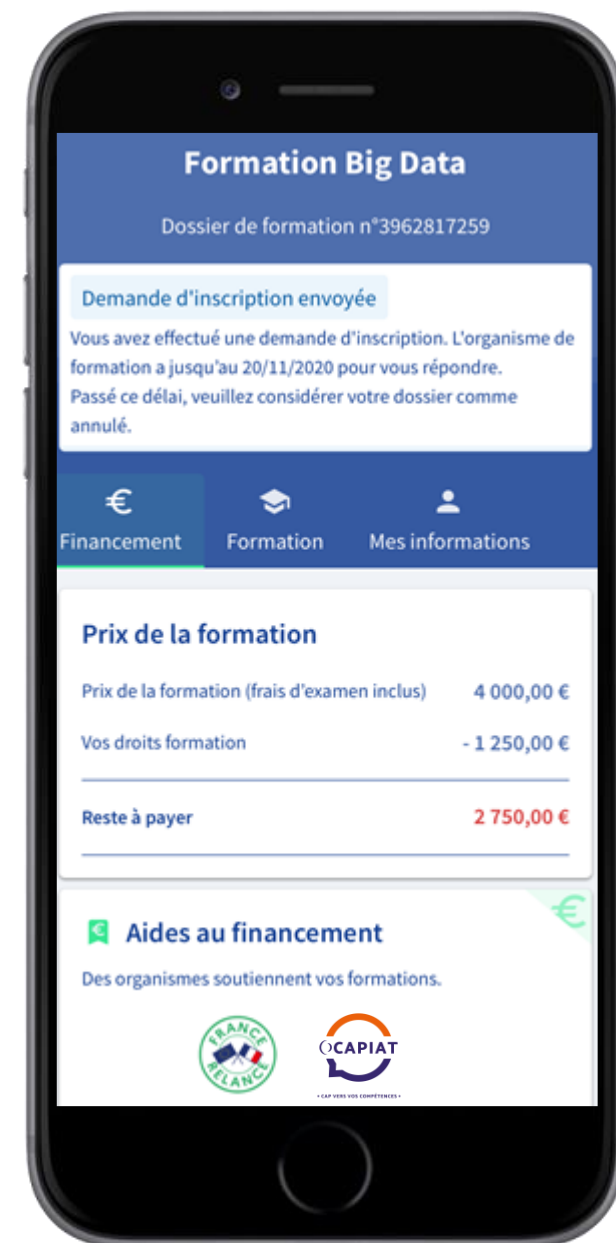 Formation Big Data
Dossier de formation n°3962817259
Demande d'inscription envoyée
Vous avez effectué une demande d'inscription. L'organisme de
formation a jusqu'au 20/11/2020 pour vous répondre.
Passé ce délai, veuillez considérer votre dossier comme
annulé.
Financement Formation Mes informations
Prix de la formation
Prix de la formation (frais d'examen inclus) 4 000,00 €
Vos droits formation - 1 250,00 €
Reste à payer 2 750,00 €
Aides au financement
Des organismes soutiennent vos formations.
FRANCE RELANCE
OCAPIAT
• CAP VERS VOS COMPÉTENCES •